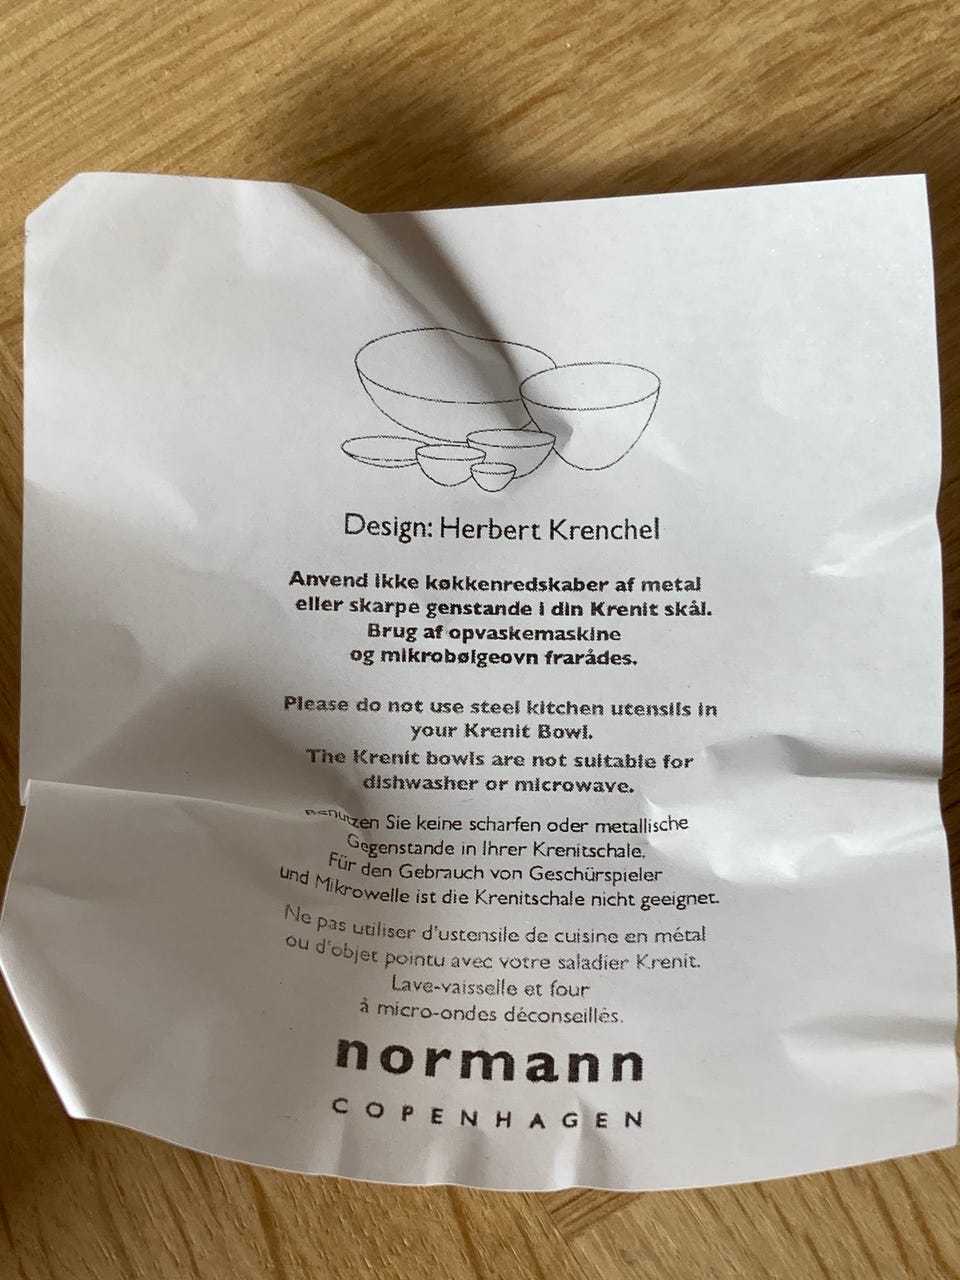 Design: Herbert Krenchel
Anvend ikke køkkenredskaber af metal
eller skarpe genstande i din Krenit skål.
Brug af opvaskemaskine
og mikrobølgeovn frarådes.
Please do not use steel kitchen utensils in
your Krenit Bowl.
The Krenit bowls are not suitable for
dishwasher or microwave.
Benutzen Sie keine scharfen oder metallische
Gegenstande in Ihrer Krenitschale.
Für den Gebrauch von Geschürspieler
und Mikrowelle ist die Krenitschale nicht geeignet.
Ne pas utiliser d'ustensile de cuisine en métal
ou d'objet pointu avec votre saladier Krenit.
Lave-vaisselle et four
à micro-ondes déconseillés.
normann
COPENHAGEN